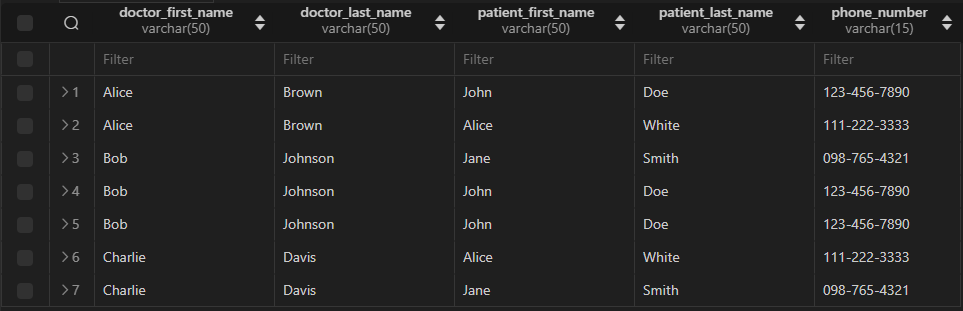 doctor_first_name doctor_last_name patient_first_name patient_last_name phone_number
varchar(50) varchar(50) varchar(50) varchar(50) varchar(15)
Filter Filter Filter Filter Filter
1 Alice Brown John Doe 123-456-7890
2 Alice Brown Alice White 111-222-3333
3 Bob Johnson Jane Smith 098-765-4321
4 Bob Johnson John Doe 123-456-7890
5 Bob Johnson John Doe 123-456-7890
6 Charlie Davis Alice White 111-222-3333
7 Charlie Davis Jane Smith 098-765-4321